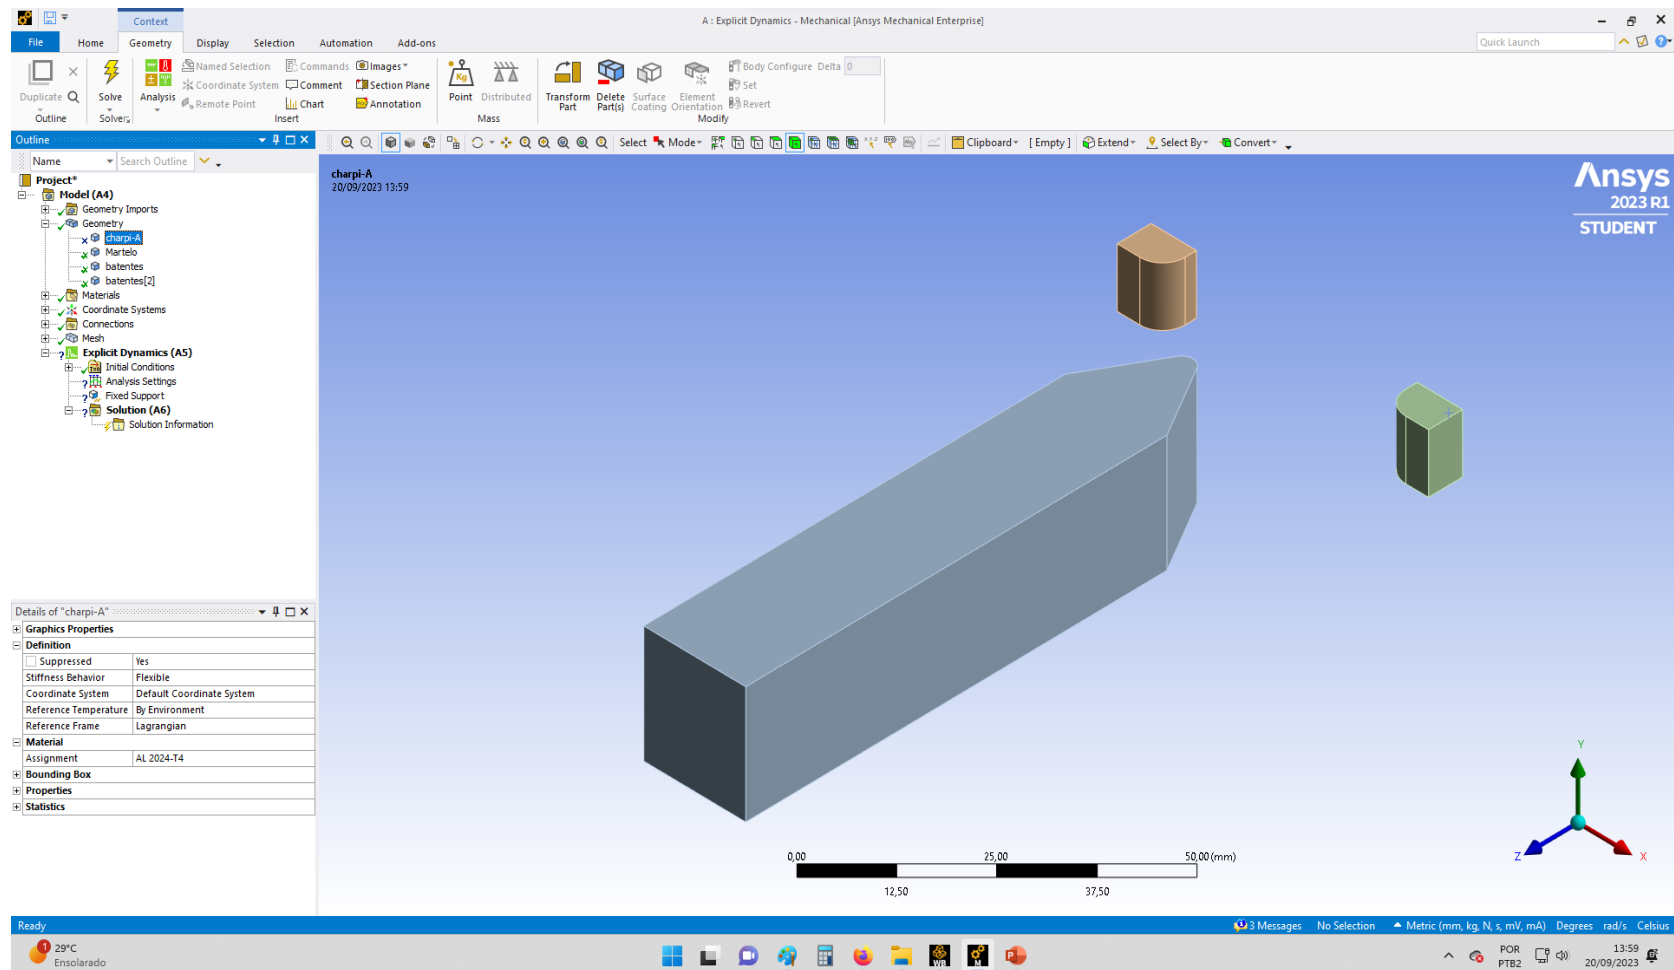 Context
A : Explicit Dynamics - Mechanical [Ansys Mechanical Enterprise]
File Home Geometry Display Selection Automation Add-ons
Quick Launch
Duplicate
Outline
Solve
Solver
Analysis
Named Selection
Coordinate System
Remote Point
Commands
Comment
Chart
Images
Section Plane
Annotation
Insert
Kg
Point
Distributed
Mass
Transform Part
Delete Part(s)
Surface Coating
Element Orientation
Body Configure Delta 0
Set
Revert
Modify
Outline
Select Mode Clipboard [ Empty ] Extend Select By Convert
Name Search Outline
Project*
Model (A4)
Geometry Imports
Geometry
charpi-A
Martelo
batentes
batentes[2]
Materials
Coordinate Systems
Connections
Mesh
Explicit Dynamics (A5)
Initial Conditions
Analysis Settings
Fixed Support
Solution (A6)
Solution Information
charpi-A
20/09/2023 13:59
Ansys
2023 R1
STUDENT
Details of "charpi-A"
Graphics Properties
Definition
Suppressed Yes
Stiffness Behavior Flexible
Coordinate System Default Coordinate System
Reference Temperature By Environment
Reference Frame Lagrangian
Material
Assignment AL 2024-T4
Bounding Box
Properties
Statistics
Y
Z
X
0,00 25,00 50,00 (mm)
12,50 37,50
Ready
3 Messages No Selection Metric (mm, kg, N, s, mV, mA) Degrees rad/s Celsius
1
29°C
Ensolarado
WB
M
POR
PTB2
13:59
20/09/2023